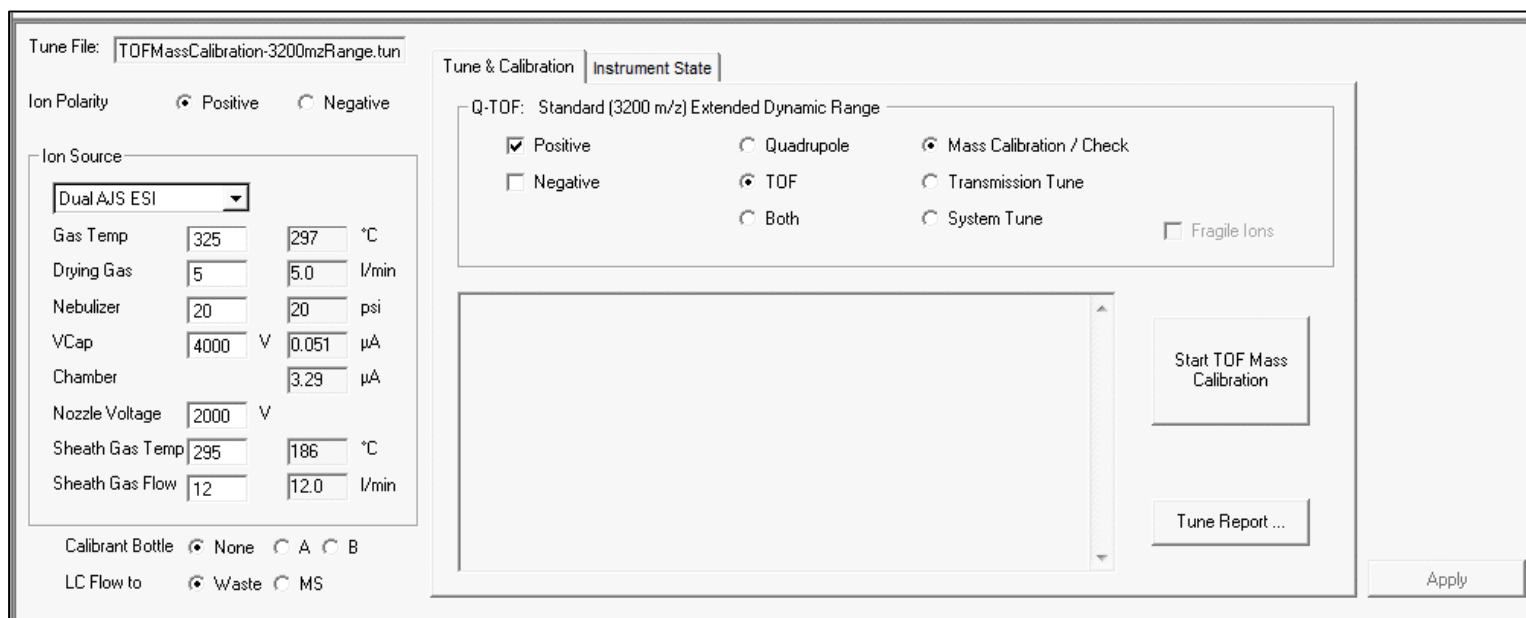 Tune File: TOFMassCalibration-3200mzRange.tun
Ion Polarity Positive Negative
Ion Source
Dual AJS ESI
Gas Temp 325 297 °C
Drying Gas 5 5.0 l/min
Nebulizer 20 20 psi
VCap 4000 V 0.051 µA
Chamber 3.29 µA
Nozzle Voltage 2000 V
Sheath Gas Temp 295 186 °C
Sheath Gas Flow 12 12.0 l/min
Calibrant Bottle None A B
LC Flow to Waste MS
Tune & Calibration Instrument State
Q-TOF: Standard (3200 m/z) Extended Dynamic Range
Positive Quadrupole Mass Calibration / Check
Negative TOF Transmission Tune
Both System Tune
Fragile Ions
Start TOF Mass
Calibration
Tune Report ...
Apply